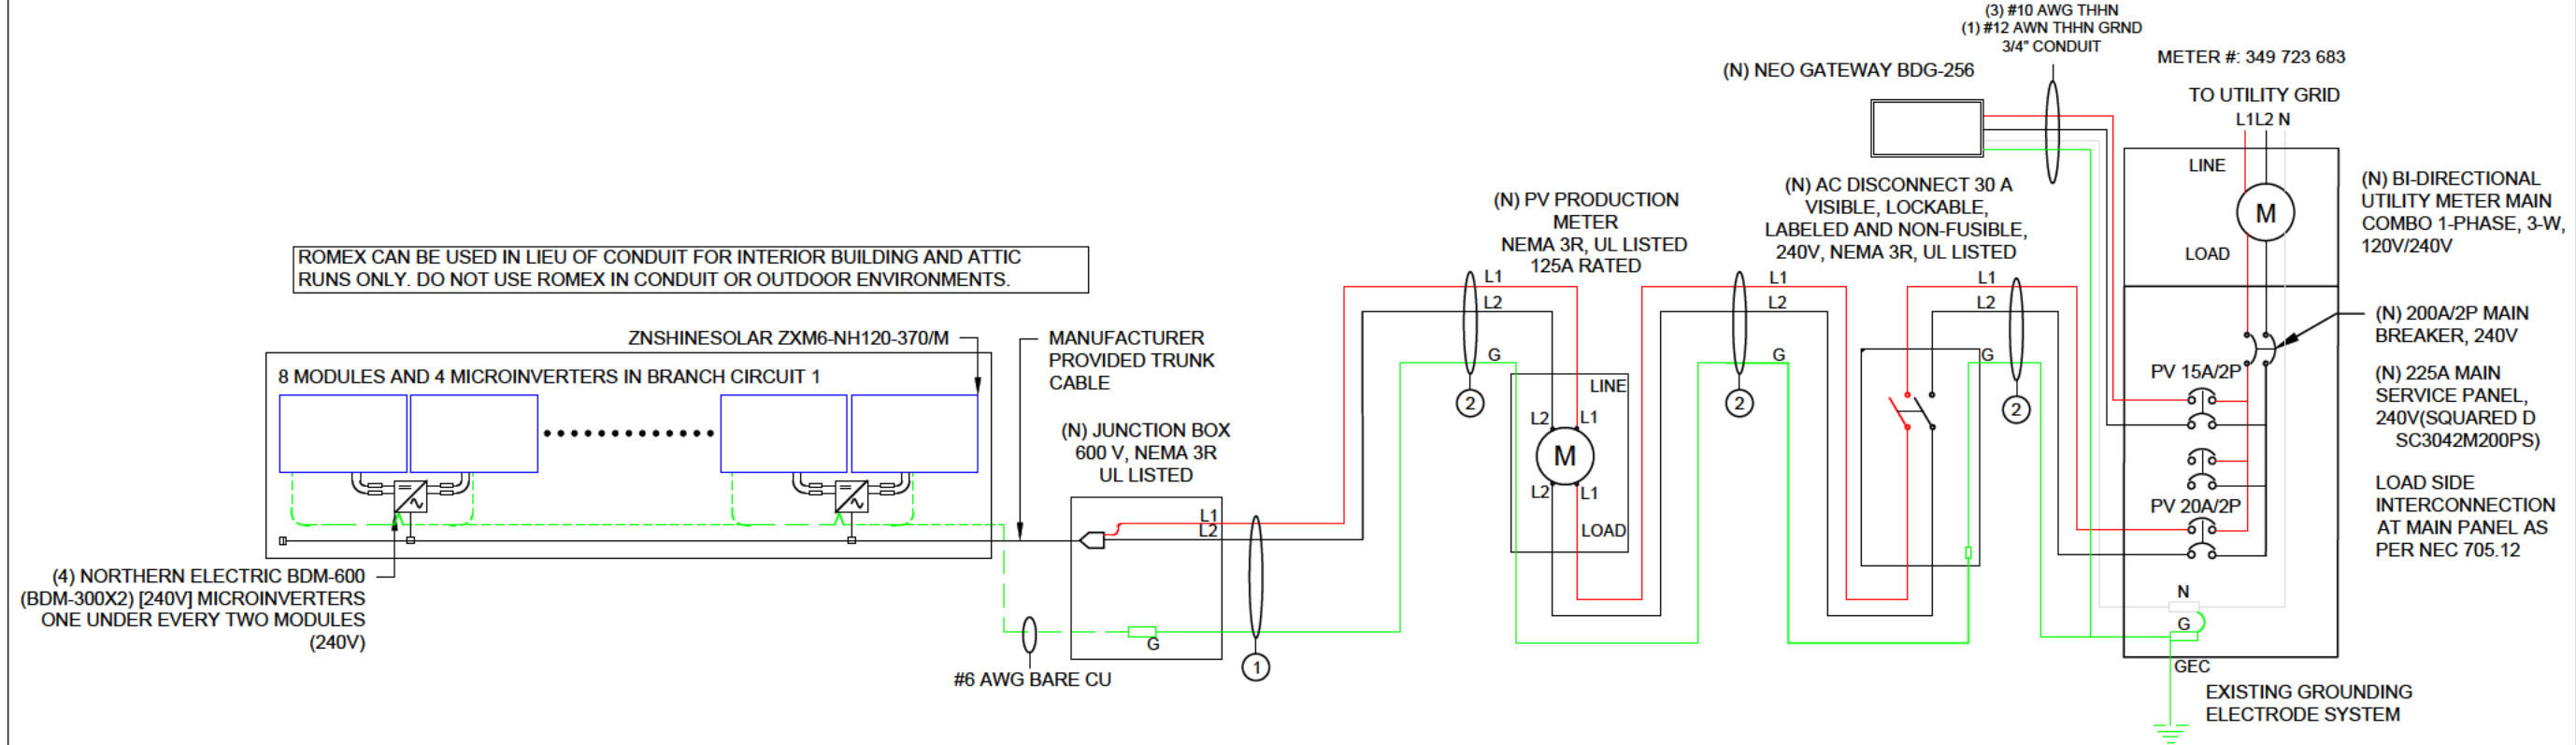 (3) #10 AWG THHN
(1) #12 AWN THHN GRND
3/4" CONDUIT
METER #: 349 723 683
(N) NEO GATEWAY BDG-256
TO UTILITY GRID
L1L2 N
LINE
M
LOAD
(N) BI-DIRECTIONAL
UTILITY METER MAIN
COMBO 1-PHASE, 3-W,
120V/240V
(N) PV PRODUCTION
METER
NEMA 3R, UL LISTED
125A RATED
(N) AC DISCONNECT 30 A
VISIBLE, LOCKABLE,
LABELED AND NON-FUSIBLE,
240V, NEMA 3R, UL LISTED
ROMEX CAN BE USED IN LIEU OF CONDUIT FOR INTERIOR BUILDING AND ATTIC
RUNS ONLY. DO NOT USE ROMEX IN CONDUIT OR OUTDOOR ENVIRONMENTS.
L1
L2
G
2
L1
L2
G
2
L1
L2
G
2
(N) 200A/2P MAIN
BREAKER, 240V
ZNSHINESOLAR ZXM6-NH120-370/M
MANUFACTURER
PROVIDED TRUNK
CABLE
8 MODULES AND 4 MICROINVERTERS IN BRANCH CIRCUIT 1
LINE
L2
L1
M
L2
L1
LOAD
PV 15A/2P
(N) 225A MAIN
SERVICE PANEL,
240V(SQUARED D
SC3042M200PS)
(N) JUNCTION BOX
600 V, NEMA 3R
UL LISTED
L1
L2
G
1
PV 20A/2P
LOAD SIDE
INTERCONNECTION
AT MAIN PANEL AS
PER NEC 705.12
(4) NORTHERN ELECTRIC BDM-600
(BDM-300X2) [240V] MICROINVERTERS
ONE UNDER EVERY TWO MODULES
(240V)
#6 AWG BARE CU
N
G
GEC
EXISTING GROUNDING
ELECTRODE SYSTEM